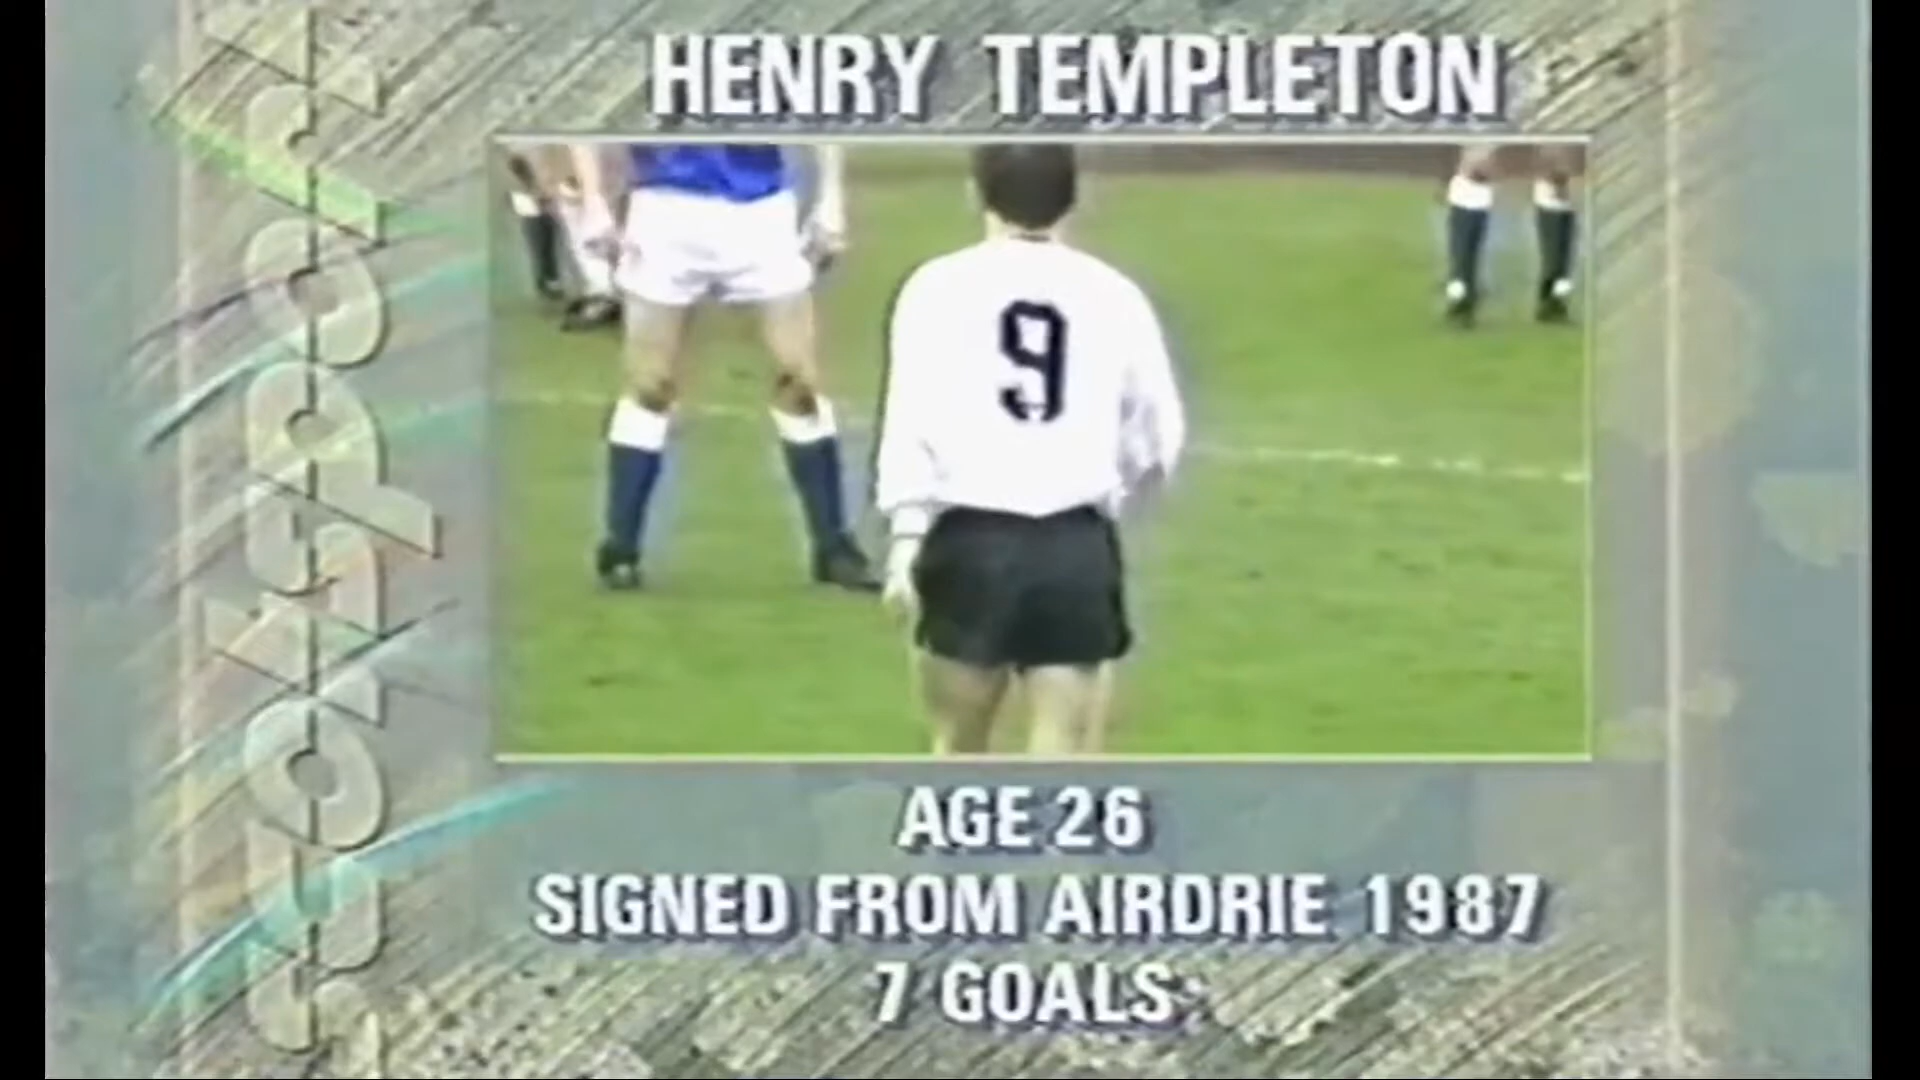 HENRY TEMPLETON
9
AGE 26
SIGNED FROM AIRDRIE 1987
7 GOALS